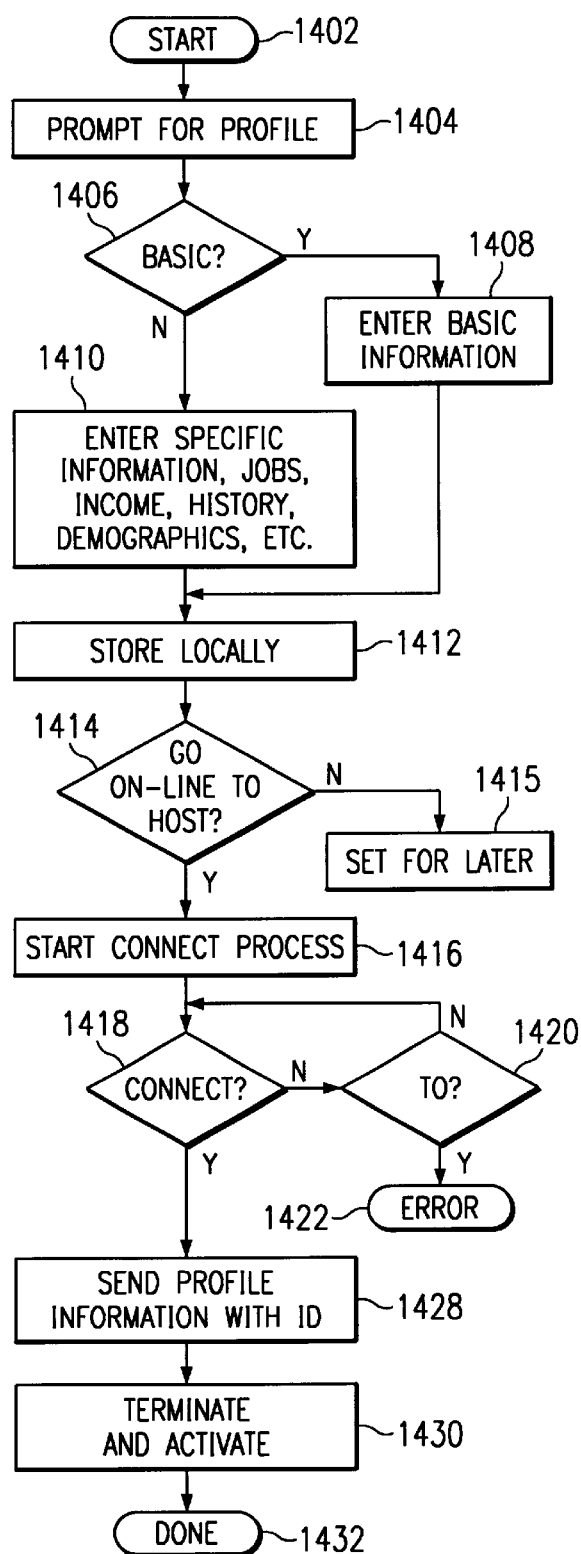 START
1402
PROMPT FOR PROFILE
1404
1406
BASIC?
Y
N
1408
ENTER BASIC
INFORMATION
1410
ENTER SPECIFIC
INFORMATION, JOBS,
INCOME, HISTORY,
DEMOGRAPHICS, ETC.
STORE LOCALLY
1412
1414
GO
ON-LINE TO
HOST?
N
Y
1415
SET FOR LATER
START CONNECT PROCESS
1416
1418
CONNECT?
N
Y
N
1420
TO?
Y
1422
ERROR
SEND PROFILE
INFORMATION WITH ID
1428
TERMINATE
AND ACTIVATE
1430
DONE
1432